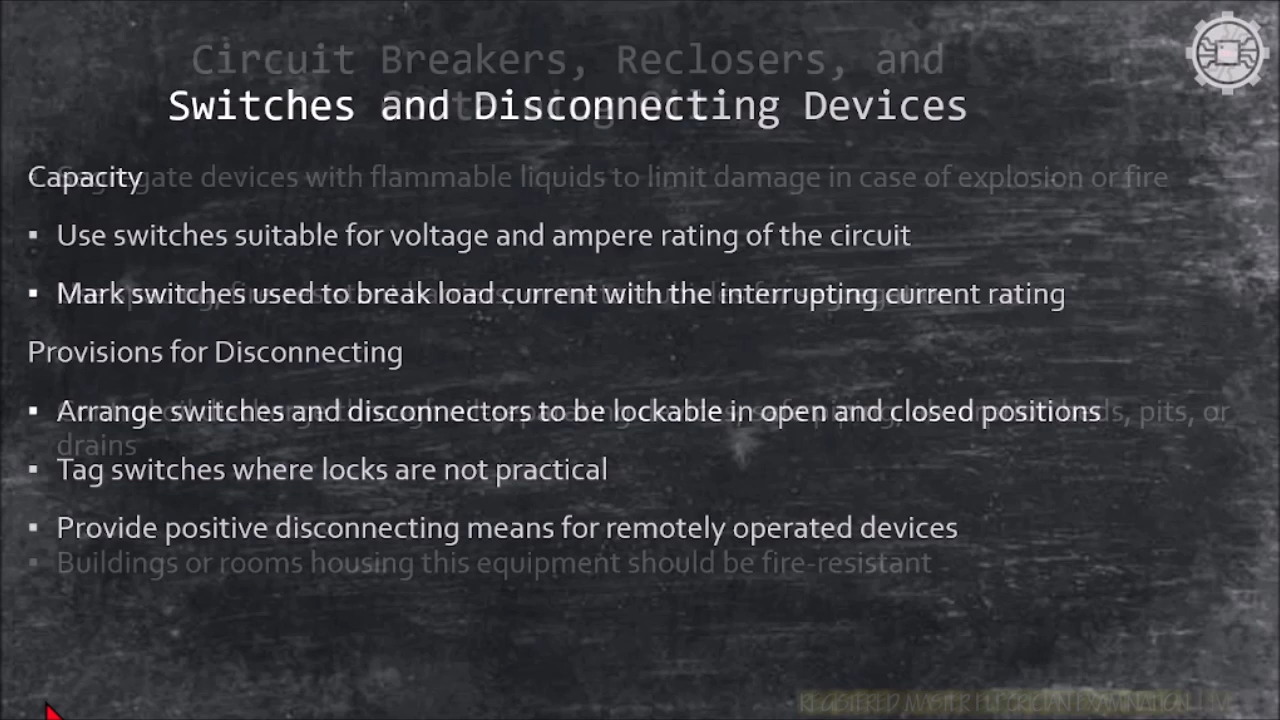 Circuit Breakers, Reclosers, and
Switches and Disconnecting Devices
Capacity
Segregate devices with flammable liquids to limit damage in case of explosion or fire
▪ Use switches suitable for voltage and ampere rating of the circuit
▪ Mark switches used to break load current with the interrupting current rating
Provisions for Disconnecting
▪ Arrange switches and disconnectors to be lockable in open and closed positions
pits, or
drains
▪ Tag switches where locks are not practical
▪ Provide positive disconnecting means for remotely operated devices
▪ Buildings or rooms housing this equipment should be fire-resistant
REGISTERED MASTER ELECTRICIAN EXAMINATION